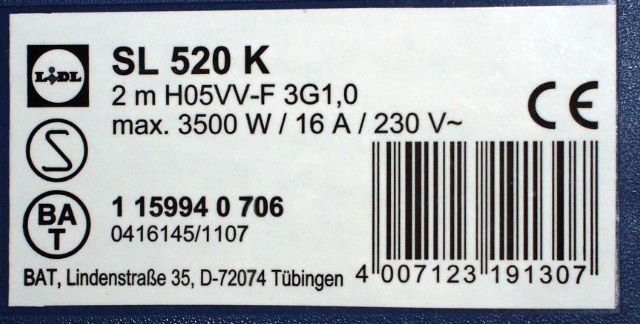 LIDL
SL 520 K
2 m H05VV-F 3G1,0
max. 3500 W / 16 A / 230 V~
CE
S
BA
T
1 15994 0 706
0416145/1107
BAT, Lindenstraße 35, D-72074 Tübingen
4 007123 191307